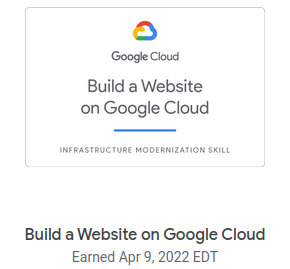 Google Cloud
Build a Website
on Google Cloud
INFRASTRUCTURE MODERNIZATION SKILL
Build a Website on Google Cloud
Earned Apr 9, 2022 EDT